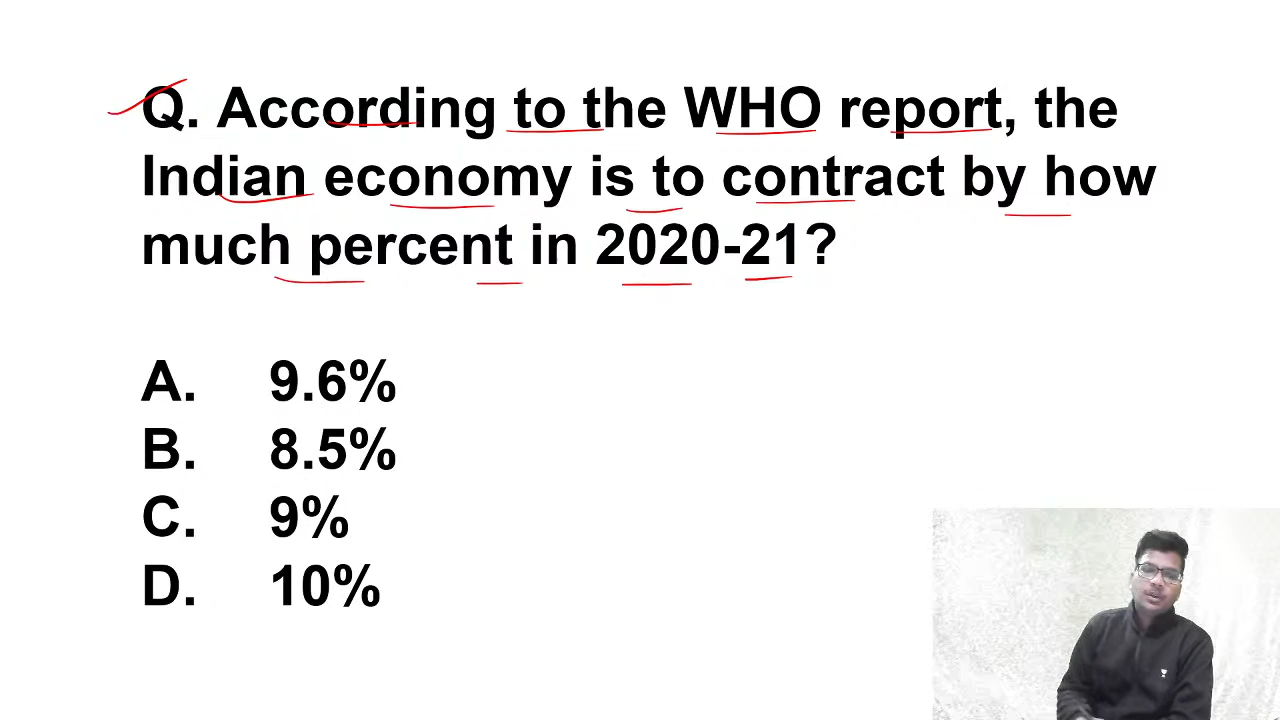 Q. According to the WHO report, the
Indian economy is to contract by how
much percent in 2020-21?
A. 9.6%
B. 8.5%
C. 9%
D. 10%